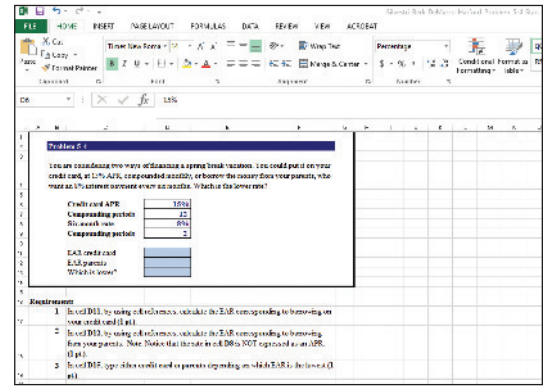 FILE HOME INSERT PAGE LAYOUT FORMULAS DATA REVIEW VIEW ACROBAT
Cut
Copy
Format Painter
Times New Roma
Wrap Text
Merge & Center
Percentage
Conditional Formatting
Format as Table
Clipboard Font Alignment Number
D6 15%
Problem 5-4
You are considering two ways of financing a spring break vacation. You could put it on your
credit card, at 15% APR, compounded monthly, or borrow the money from your parents, who
want an 8% interest payment every six months. Which is the lower rate?
Credit card APR 15%
Compounding periods 12
Six-month rate 8%
Compounding periods 2
EAR credit card
EAR parents
Which is lower?
Requirements
1 In cell D11, by using cell references, calculate the EAR corresponding to borrowing on
your credit card (1 pt.).
2 In cell D12, by using cell references, calculate the EAR corresponding to borrowing
from your parents. Note: Notice that the rate in cell D8 is NOT expressed as an APR.
(1 pt.).
3 In cell D13, type either credit card or parents depending on which EAR is the lowest (1
pt.).